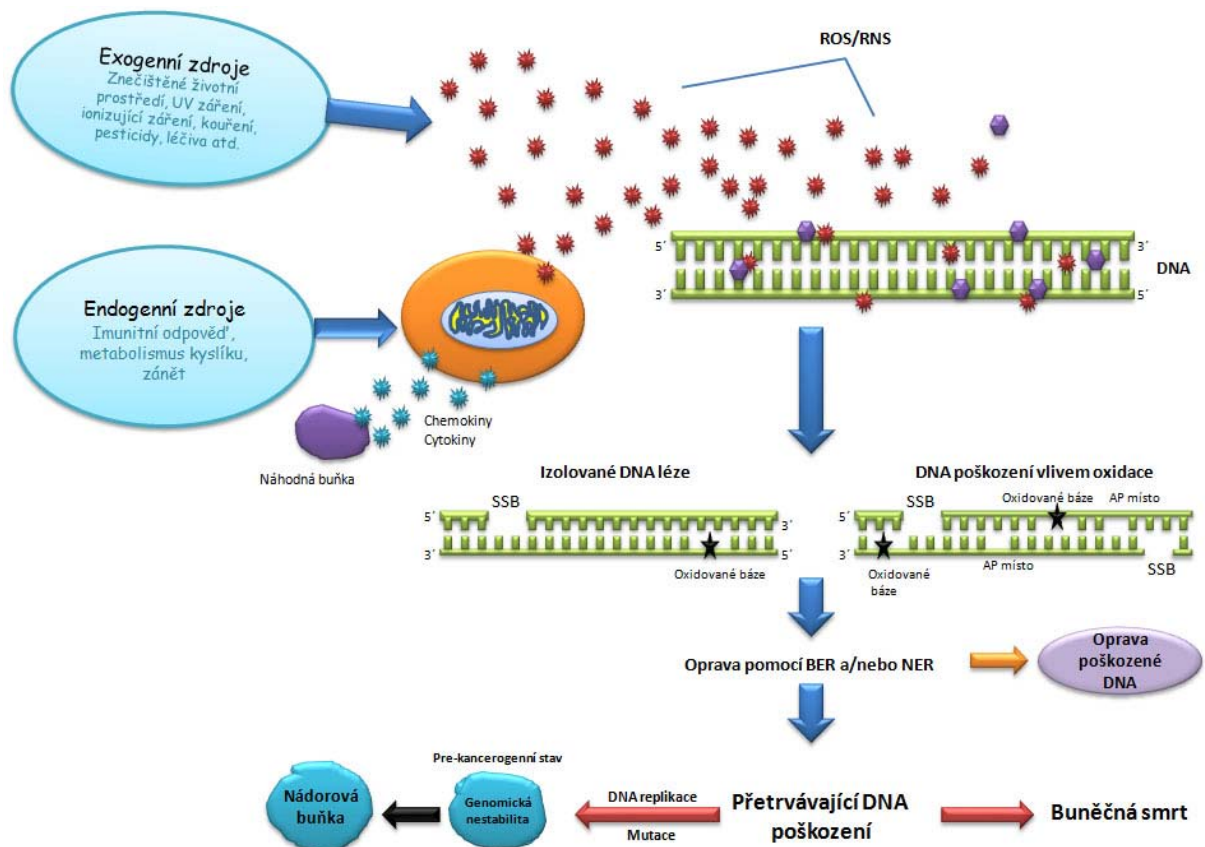 Exogenní zdroje
Znečištěné životní
prostředí, UV záření,
ionizující záření, kouření,
pesticidy, léčiva atd.
ROS/RNS
5´
3´
DNA
3´
5´
Endogenní zdroje
Imunitní odpověď,
metabolismus kyslíku,
zánět
Chemokiny
Cytokiny
Náhodná buňka
Izolované DNA léze
SSB
5´
3´
3´
5´
Oxidované báze
DNA poškození vlivem oxidace
SSB
Oxidované báze
AP místo
5´
3´
3´
5´
Oxidované
báze
AP místo
SSB
Oprava pomocí BER a/nebo NER
Oprava
poškozené
DNA
Pre-kancerogenní stav
Nádorová
buňka
Genomická
nestabilita
DNA replikace
Mutace
Přetrvávající DNA
poškození
Buněčná smrt